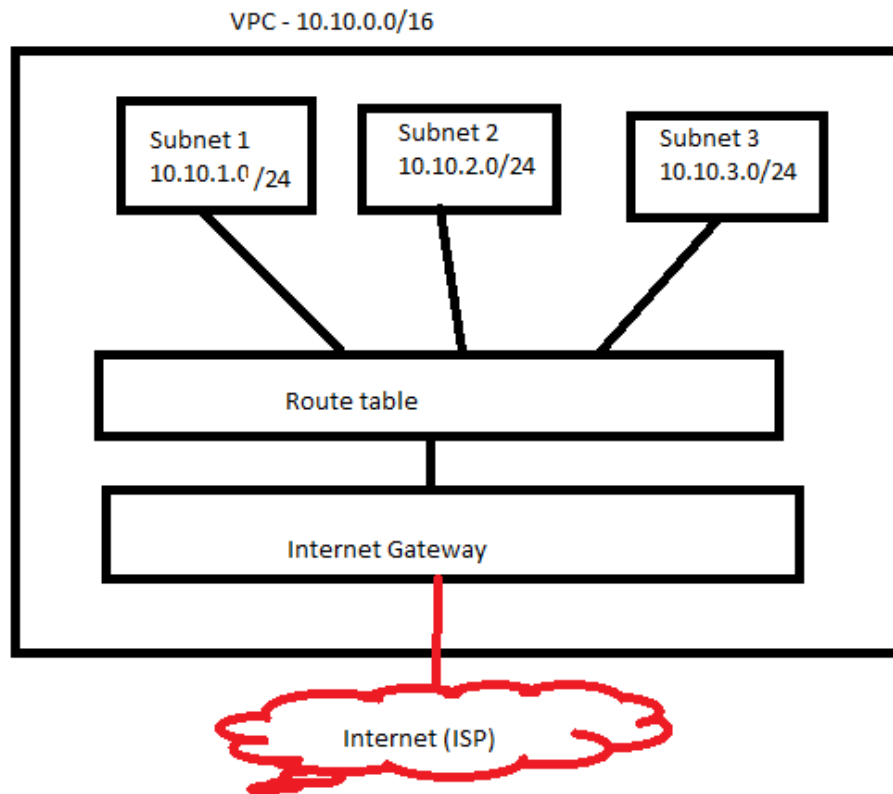 VPC - 10.10.0.0/16
Subnet 1
10.10.1.0 /24
Subnet 2
10.10.2.0/24
Subnet 3
10.10.3.0/24
Route table
Internet Gateway
Internet (ISP)